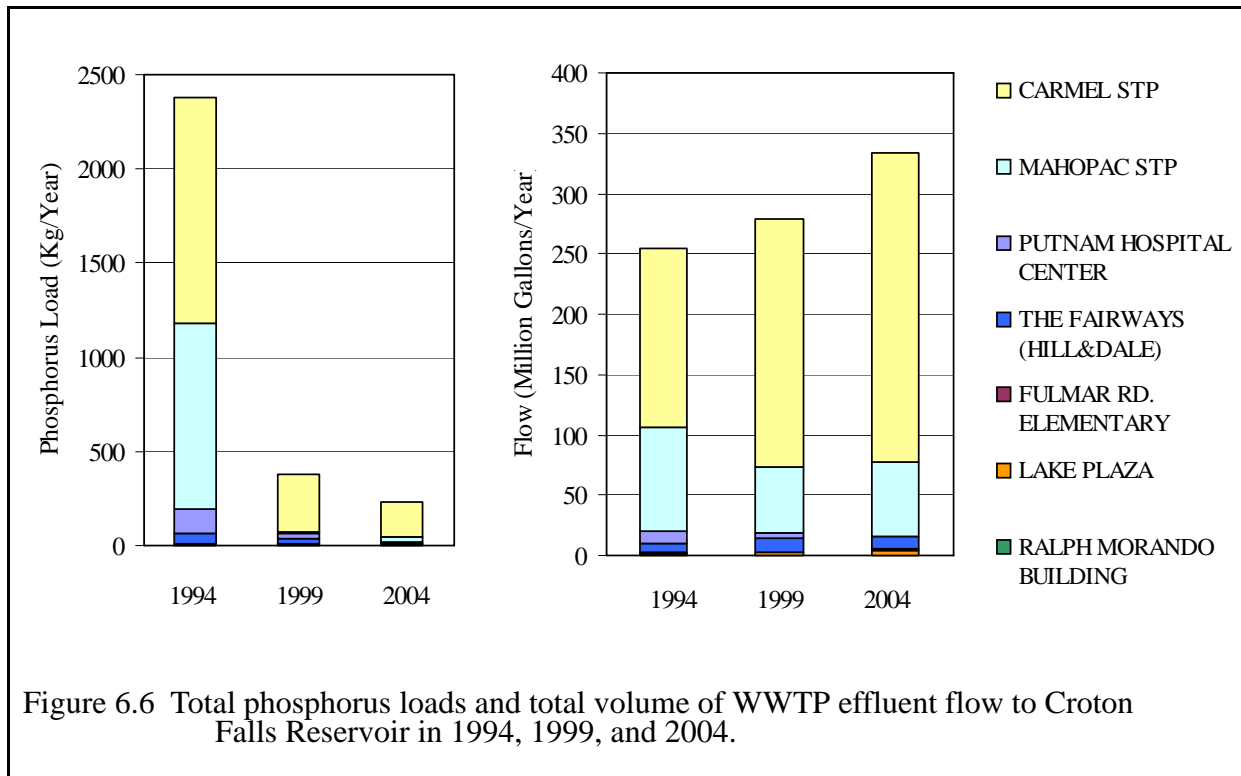 2500
2000
1500
1000
500
0
Phosphorus Load (Kg/Year)
1994
1999
2004
400
350
300
250
200
150
100
50
0
Flow (Million Gallons/Year)
1994
1999
2004
CARMEL STP
MAHOPAC STP
PUTNAM HOSPITAL
CENTER
THE FAIRWAYS
(HILL&DALE)
FULMAR RD.
ELEMENTARY
LAKE PLAZA
RALPH MORANDO
BUILDING
Figure 6.6 Total phosphorus loads and total volume of WWTP effluent flow to Croton
Falls Reservoir in 1994, 1999, and 2004.